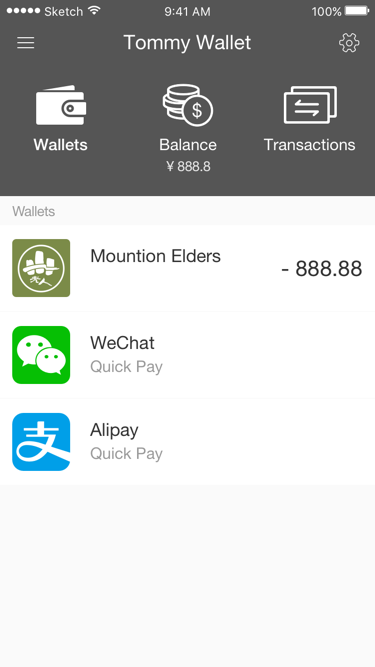 Sketch 9:41 AM 100%
Tommy Wallet
$
Wallets Balance Transactions
¥ 888.8
Wallets
Mountion Elders
- 888.88
WeChat
Quick Pay
支
Alipay
Quick Pay